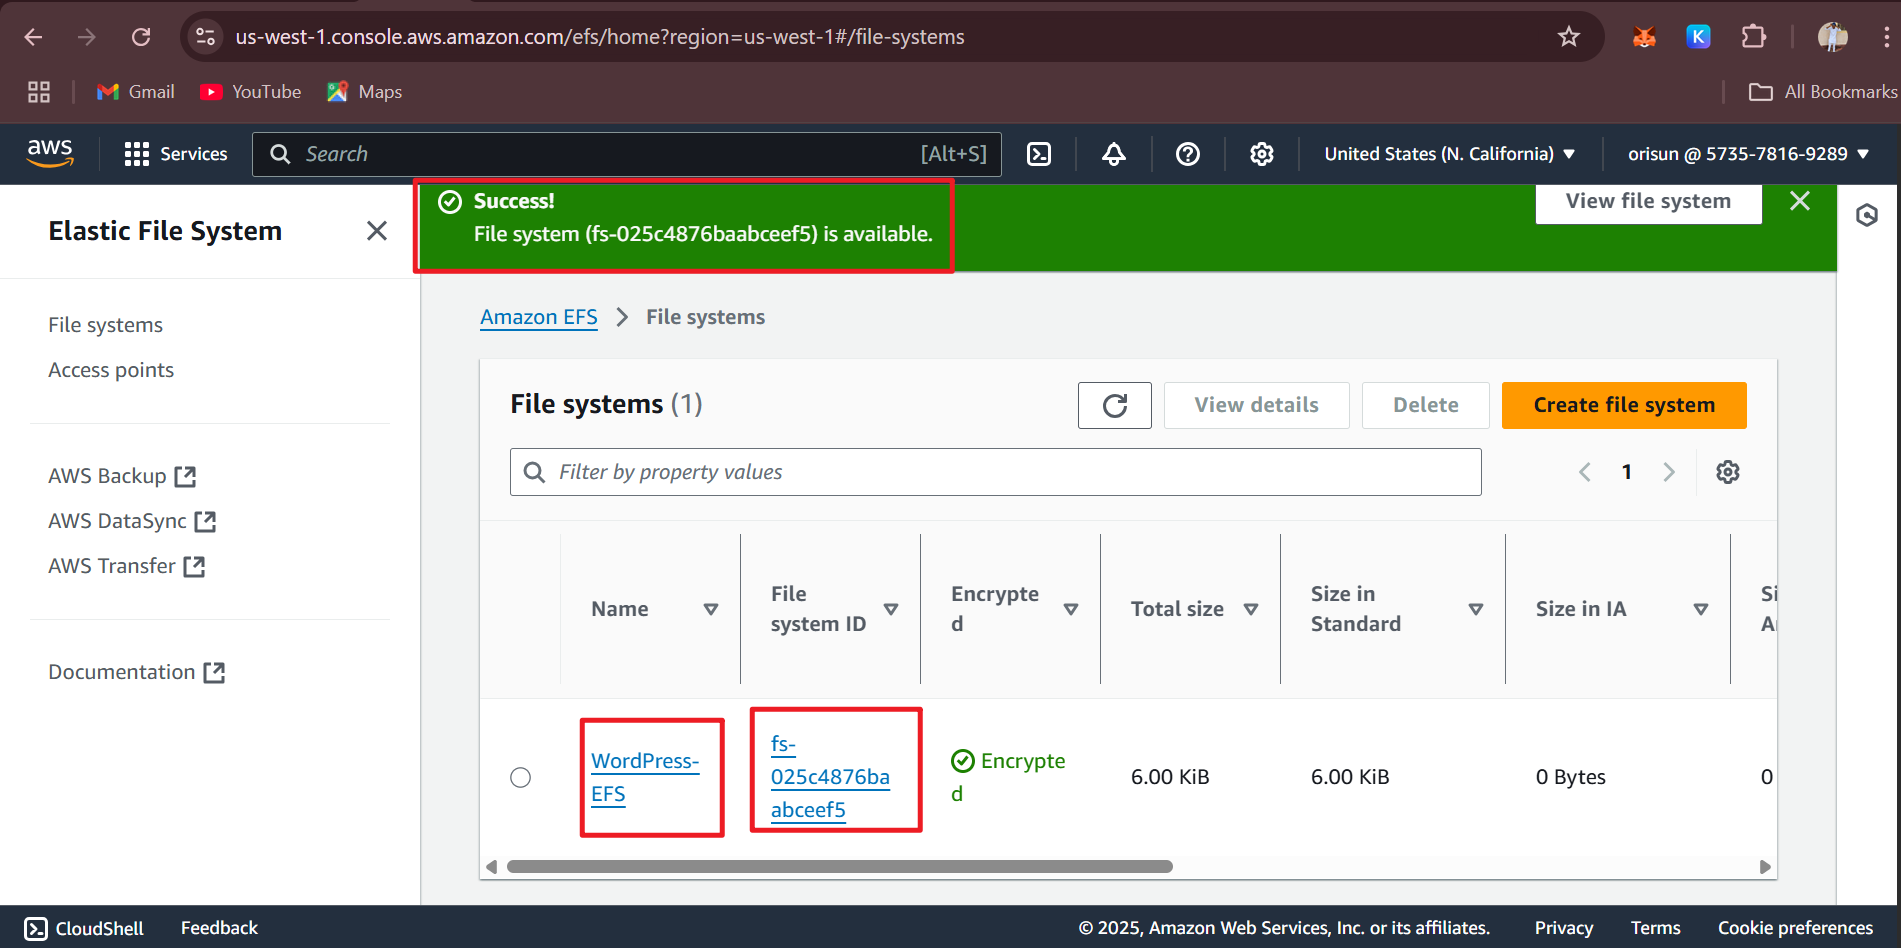 us-west-1.console.aws.amazon.com/efs/home?region=us-west-1#/file-systems
K
Gmail
YouTube
Maps
All Bookmarks
aws
Services
Search
[Alt+S]
United States (N. California)
orisun @ 5735-7816-9289
Elastic File System
File systems
Access points
AWS Backup
AWS DataSync
AWS Transfer
Documentation
Success!
File system (fs-025c4876baabceef5) is available.
View file system
Amazon EFS
File systems
File systems (1)
View details
Delete
Create file system
Filter by property values
1
Name
File
system ID
Encrypte
d
Total size
Size in
Standard
Size in IA
WordPress-
EFS
fs-
025c4876ba
abceef5
Encrypte
d
6.00 KiB
6.00 KiB
0 Bytes
0
CloudShell
Feedback
© 2025, Amazon Web Services, Inc. or its affiliates.
Privacy
Terms
Cookie preferences